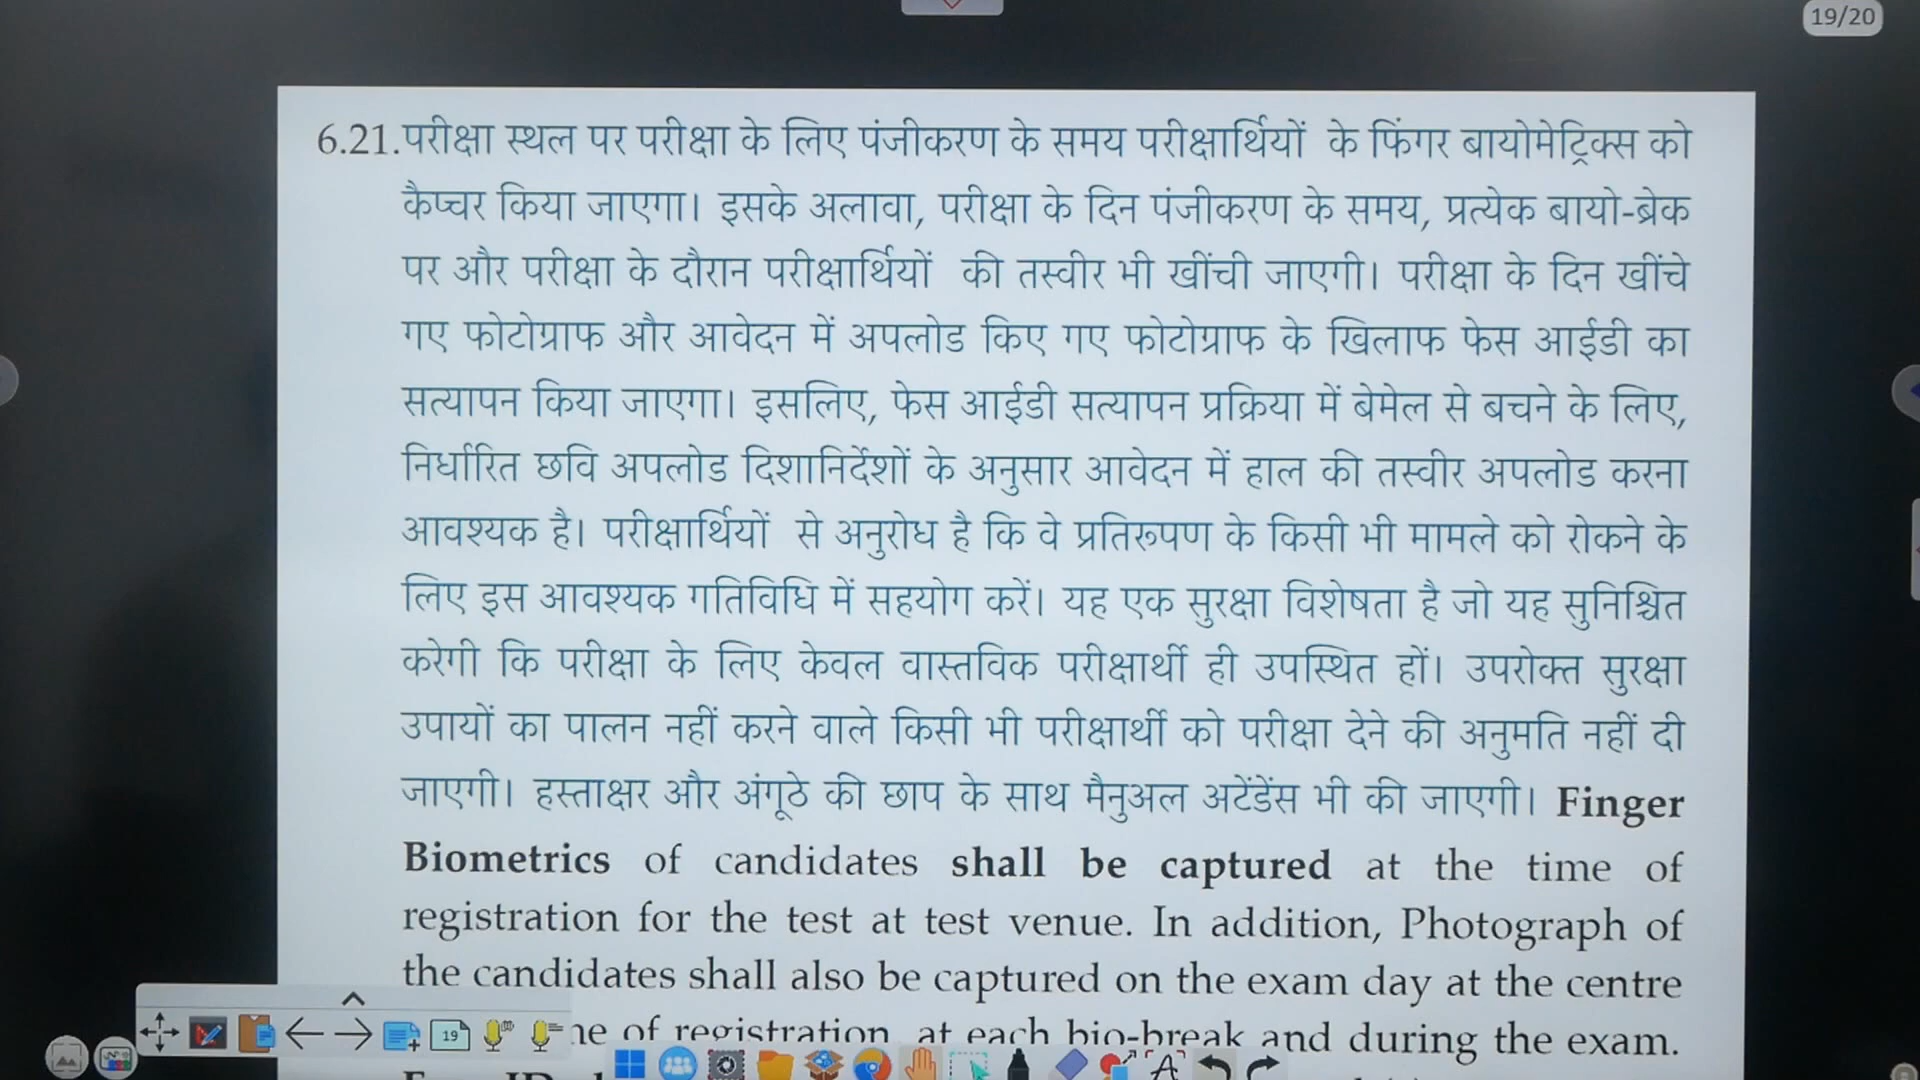 19/20
6.21.परीक्षा स्थल पर परीक्षा के लिए पंजीकरण के समय परीक्षार्थियों के फिंगर बायोमेट्रिक्स को
कैप्चर किया जाएगा। इसके अलावा, परीक्षा के दिन पंजीकरण के समय, प्रत्येक बायो-ब्रेक
पर और परीक्षा के दौरान परीक्षार्थियों की तस्वीर भी खींची जाएगी। परीक्षा के दिन खींचे
गए फोटोग्राफ और आवेदन में अपलोड किए गए फोटोग्राफ के खिलाफ फेस आईडी का
सत्यापन किया जाएगा। इसलिए, फेस आईडी सत्यापन प्रक्रिया में बेमेल से बचने के लिए,
निर्धारित छवि अपलोड दिशानिर्देशों के अनुसार आवेदन में हाल की तस्वीर अपलोड करना
आवश्यक है। परीक्षार्थियों से अनुरोध है कि वे प्रतिरूपण के किसी भी मामले को रोकने के
लिए इस आवश्यक गतिविधि में सहयोग करें। यह एक सुरक्षा विशेषता है जो यह सुनिश्चित
करेगी कि परीक्षा के लिए केवल वास्तविक परीक्षार्थी ही उपस्थित हों। उपरोक्त सुरक्षा
उपायों का पालन नहीं करने वाले किसी भी परीक्षार्थी को परीक्षा देने की अनुमति नहीं दी
जाएगी। हस्ताक्षर और अंगूठे की छाप के साथ मैनुअल अटेंडेंस भी की जाएगी। Finger
Biometrics of candidates shall be captured at the time of
registration for the test at test venue. In addition, Photograph of
the candidates shall also be captured on the exam day at the centre
of registration, at each bio-break and during the exam.
19